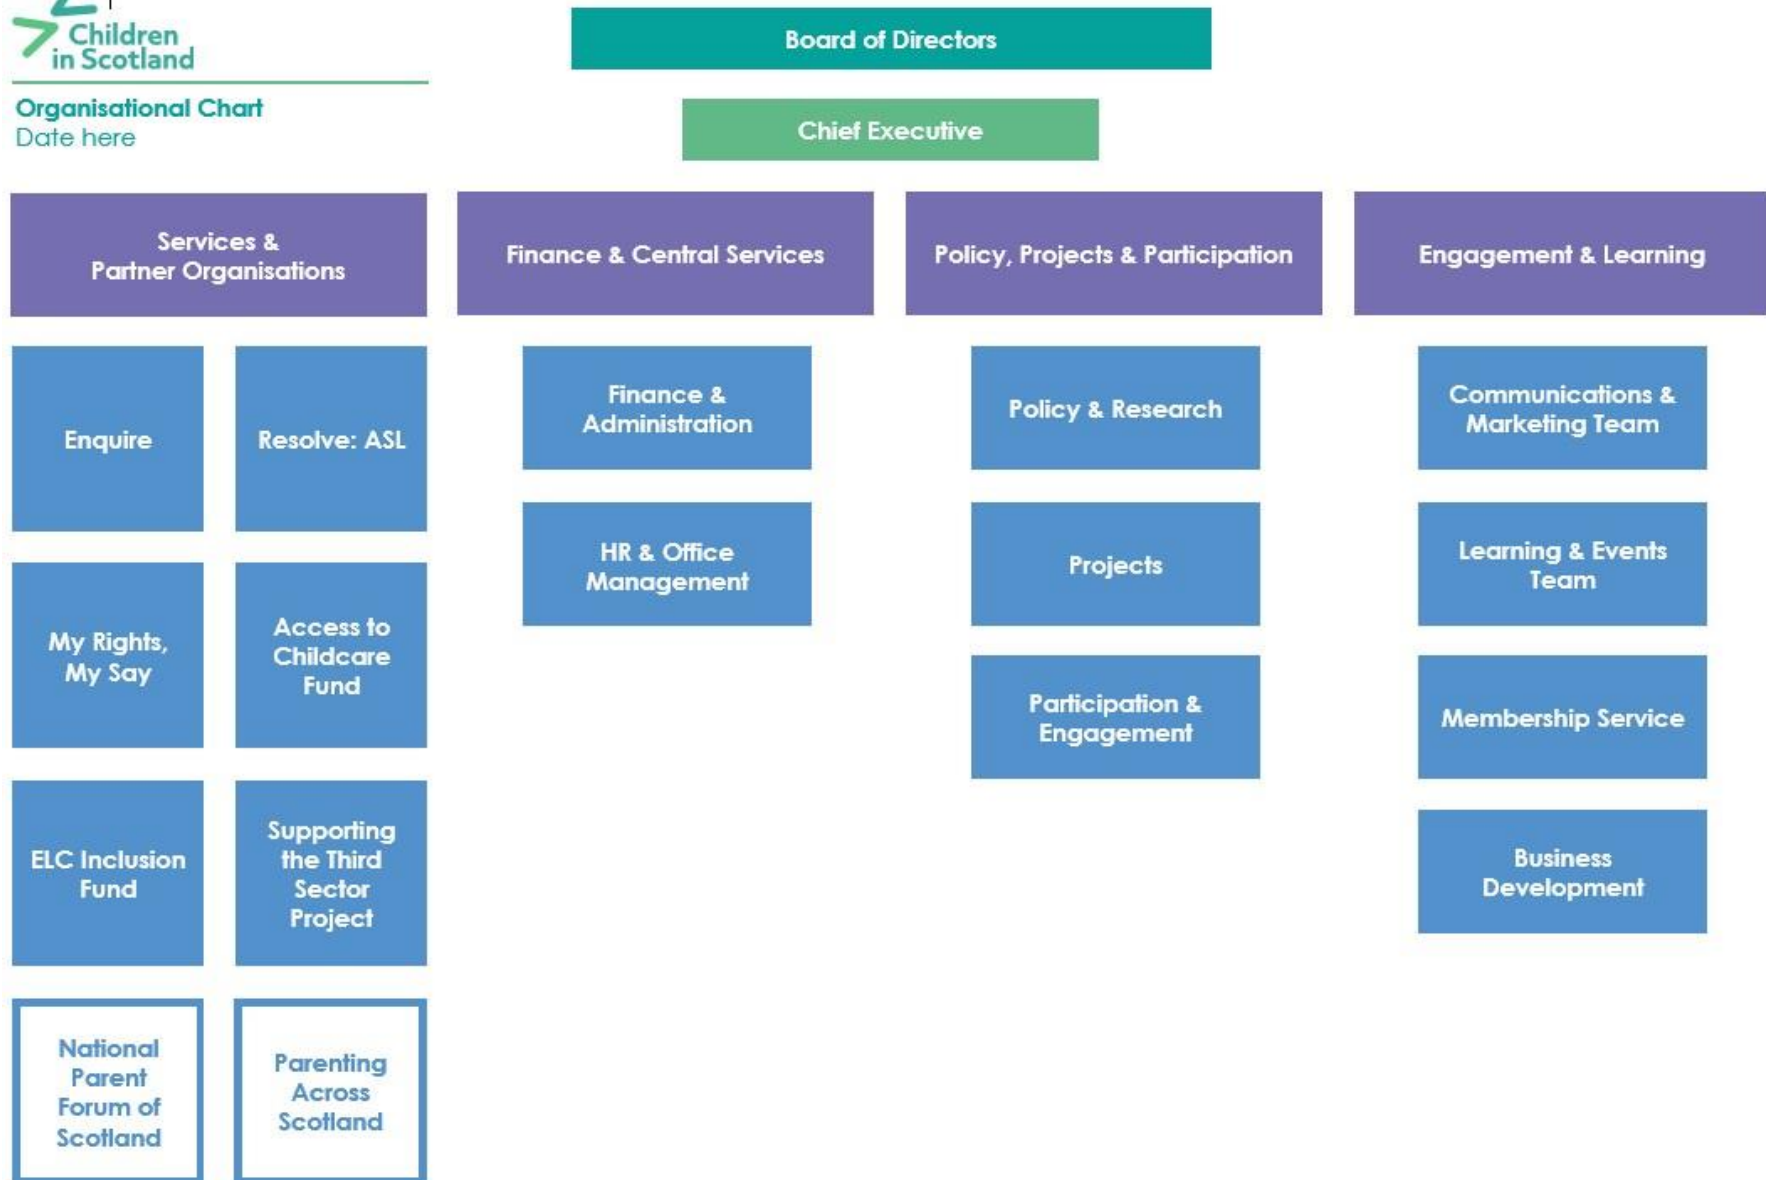 Children
in Scotland
Organisational Chart
Date here
Board of Directors
Chief Executive
Services &
Partner Organisations
Finance & Central Services
Policy, Projects & Participation
Engagement & Learning
Enquire
Resolve: ASL
My Rights,
My Say
Access to
Childcare
Fund
ELC Inclusion
Fund
Supporting
the Third
Sector
Project
National
Parent
Forum of
Scotland
Parenting
Across
Scotland
Finance &
Administration
HR & Office
Management
Policy & Research
Projects
Participation &
Engagement
Communications &
Marketing Team
Learning & Events
Team
Membership Service
Business
Development